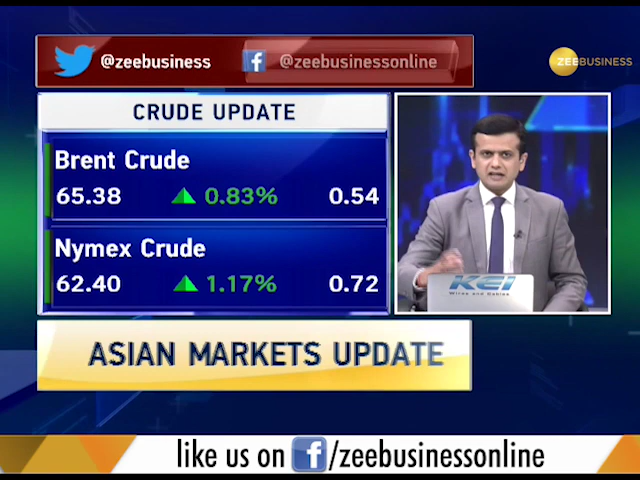 @zeebusiness
@zeebusinessonline
ZEEBUSINESS
CRUDE UPDATE
Brent Crude
65.38 0.83% 0.54
Nymex Crude
62.40 1.17% 0.72
KEI
Wires and Cables
ASIAN MARKETS UPDATE
like us on f/zeebusinessonline